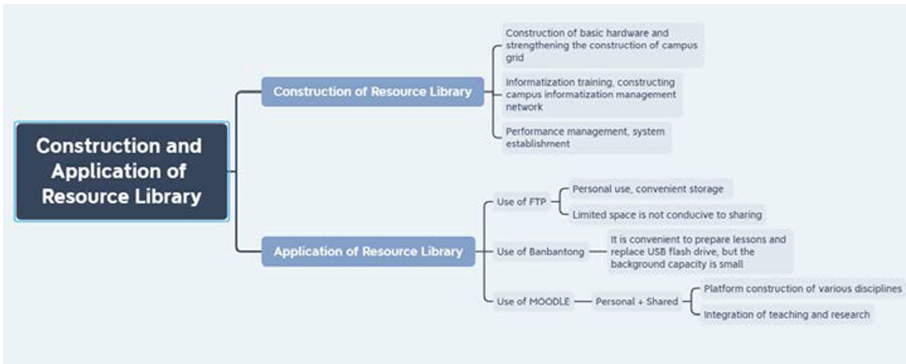 Construction and
Application of
Resource Library
Construction of Resource Library
Construction of basic hardware and
strengthening the construction of campus
grid
Informatization training, constructing
campus informatization management
network
Performance management, system
establishment
Application of Resource Library
Use of FTP
Personal use, convenient storage
Limited space is not conducive to sharing
Use of Banbantong
It is convenient to prepare lessons and
replace USB flash drive, but the
background capacity is small
Use of MOODLE
Personal + Shared
Platform construction of various disciplines
Integration of teaching and research